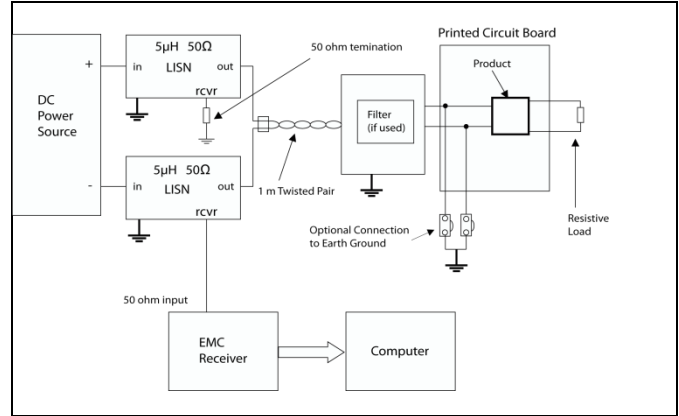 Printed Circuit Board
5µH 50Ω
LISN
in
out
rcvr
+
50 ohm temination
Product
DC
Power
Source
Filter
(if used)
5µH 50Ω
LISN
in
out
rcvr
-
1 m Twisted Pair
Optional Connection
to Earth Ground
Resistive
Load
50 ohm input
EMC
Receiver
Computer